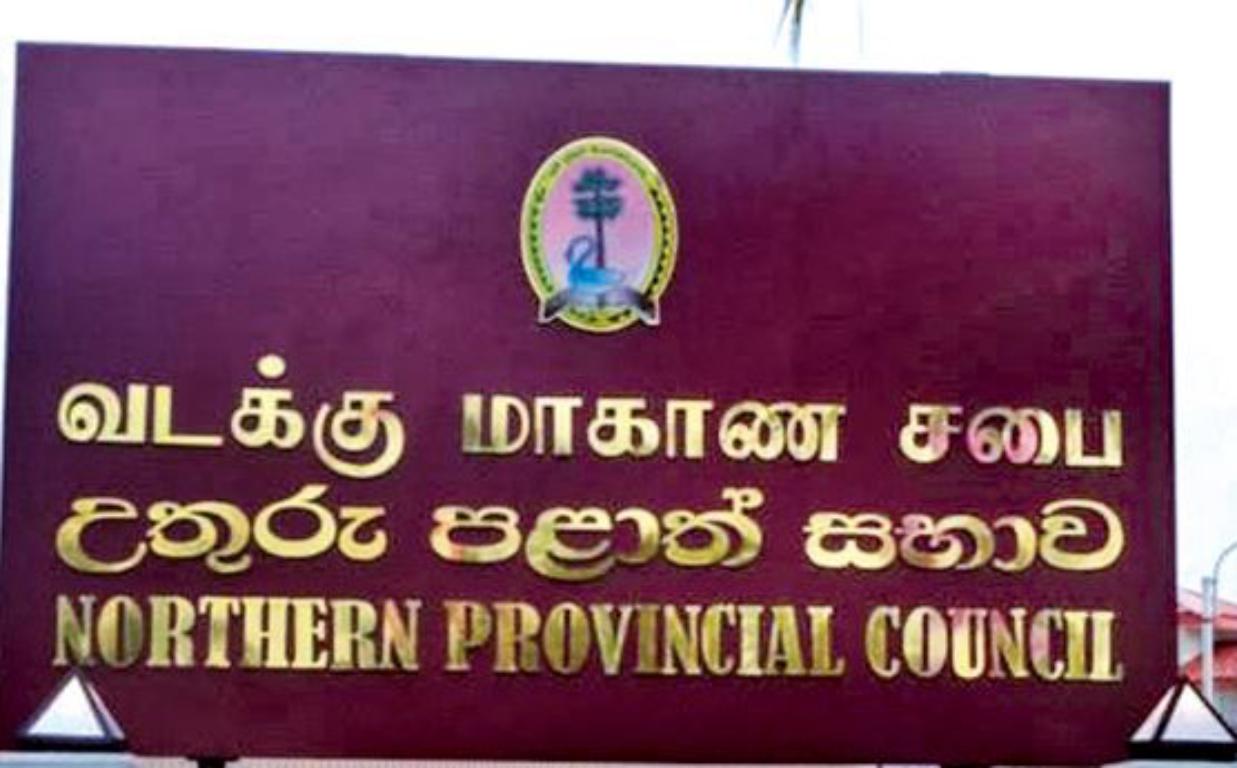 வடக்கு மாகாண சபை
උතුරු පළාත් සභාව
NORTHERN PROVINCIAL COUNCIL